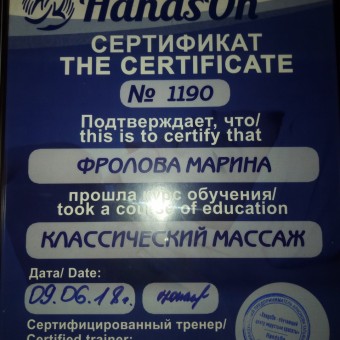 Hands On
СЕРТИФИКАТ
THE CERTIFICATE
№ 1190
Подтверждает, что/
this is to certify that
ФРОЛОВА МАРИНА
прошла курс обучения/
took a course of education
КЛАССИЧЕСКИЙ МАССАЖ
Дата/ Date:
09.06.18г.
Сертифицированный тренер/
Certified trainer: